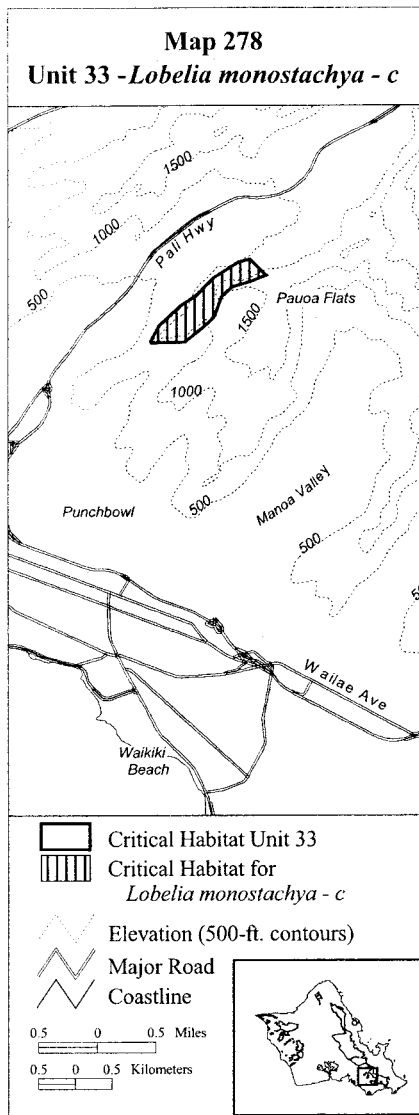 Map 278
Unit 33 - Lobelia monostachya - c
1500
1000
Pali Hwy
500
Pauoa Flats
1500
1000
Punchbowl
500
Manoa Valley
500
Wailae Ave
Waikiki
Beach
Critical Habitat Unit 33
Critical Habitat for
Lobelia monostachya - c
Elevation (500-ft. contours)
Major Road
Coastline
0.5 0 0.5 Miles
0.5 0 0.5 Kilometers